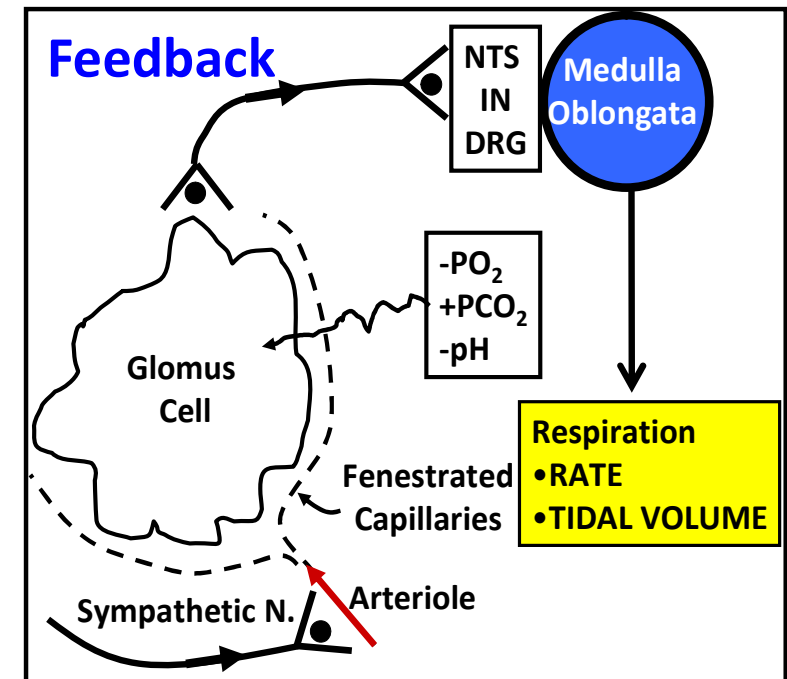 Feedback
NTS
IN
DRG
Medulla
Oblongata
-PO₂
+PCO₂
-pH
Glomus
Cell
Respiration
•RATE
•TIDAL VOLUME
Fenestrated
Capillaries
Sympathetic N.
Arteriole